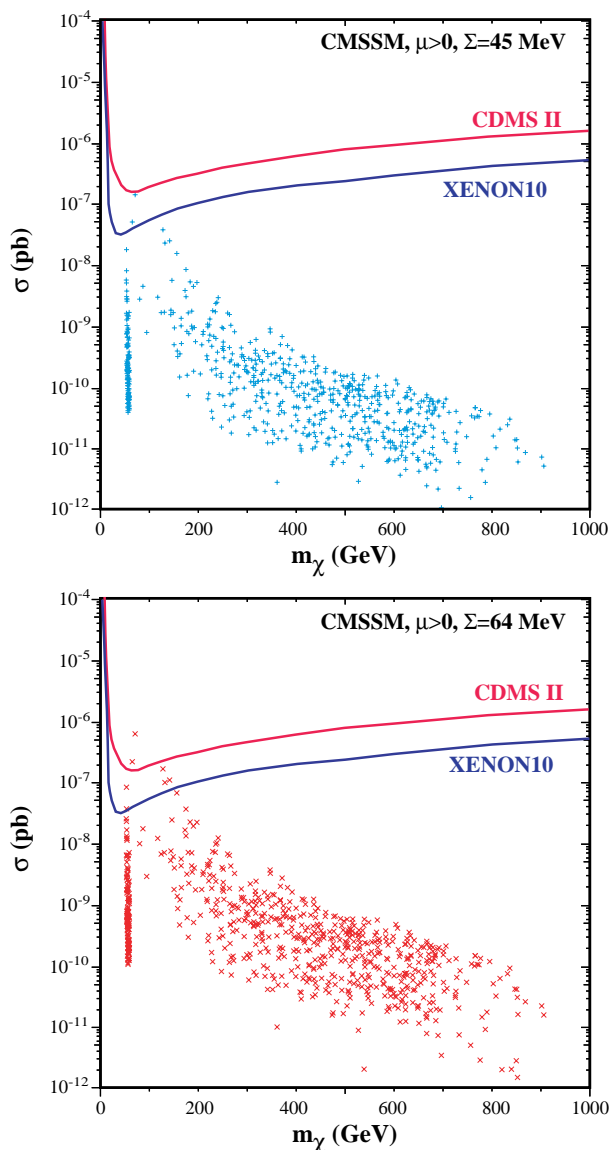 CMSSM, μ>0, Σ=45 MeV
CDMS II
XENON10
σ (pb)
10⁻⁴
10⁻⁵
10⁻⁶
10⁻⁷
10⁻⁸
10⁻⁹
10⁻¹⁰
10⁻¹¹
10⁻¹²
0 200 400 600 800 1000
mχ (GeV)
CMSSM, μ>0, Σ=64 MeV
CDMS II
XENON10
σ (pb)
10⁻⁴
10⁻⁵
10⁻⁶
10⁻⁷
10⁻⁸
10⁻⁹
10⁻¹⁰
10⁻¹¹
10⁻¹²
0 200 400 600 800 1000
mχ (GeV)